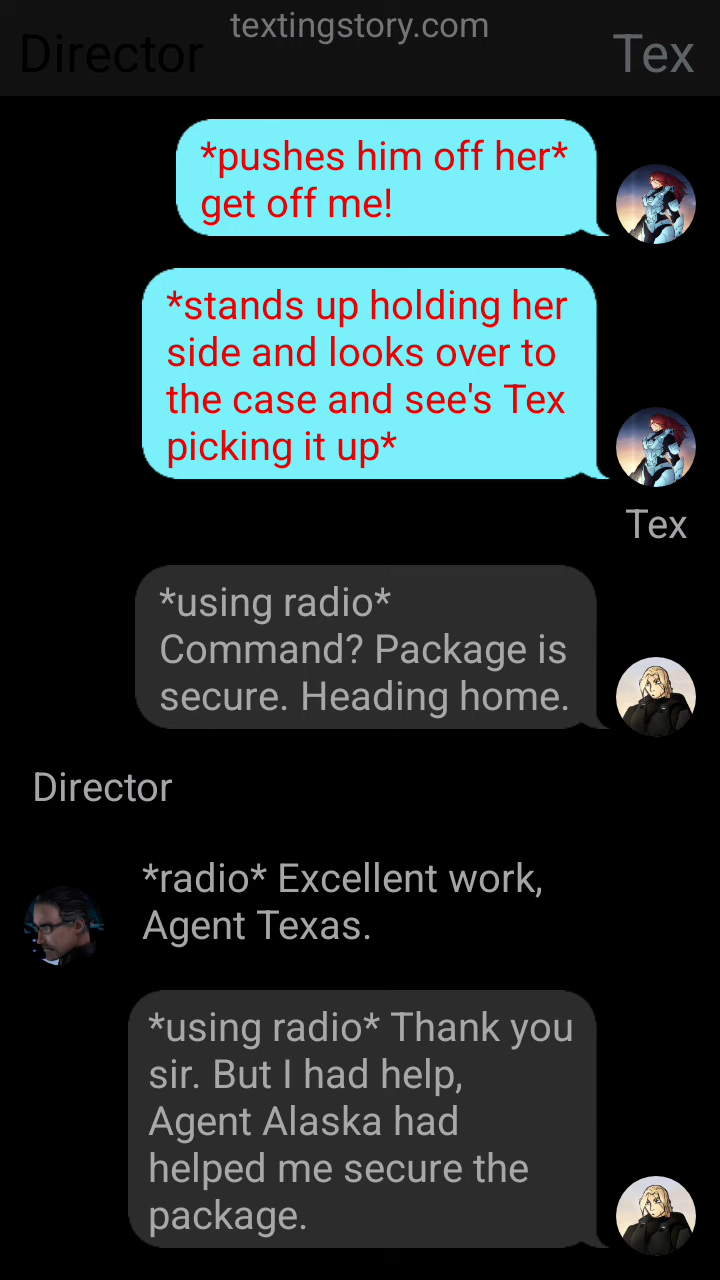 textingstory.com
Director
Tex
*pushes him off her*
get off me!
*stands up holding her
side and looks over to
the case and see's Tex
picking it up*
Tex
*using radio*
Command? Package is
secure. Heading home.
Director
*radio* Excellent work,
Agent Texas.
*using radio* Thank you
sir. But I had help,
Agent Alaska had
helped me secure the
package.